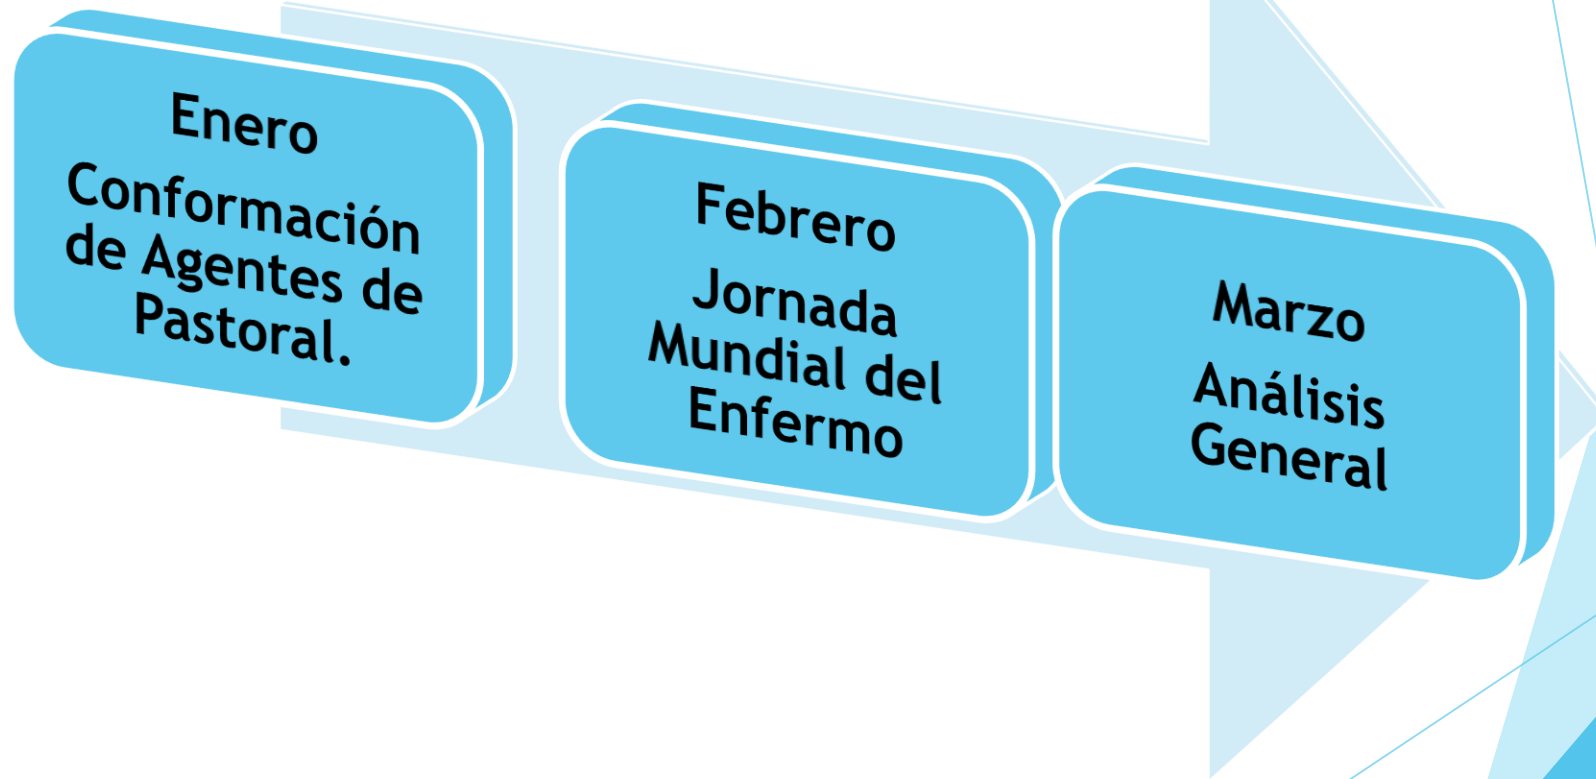 Enero
Conformación
de Agentes de
Pastoral.
Febrero
Jornada
Mundial del
Enfermo
Marzo
Análisis
General